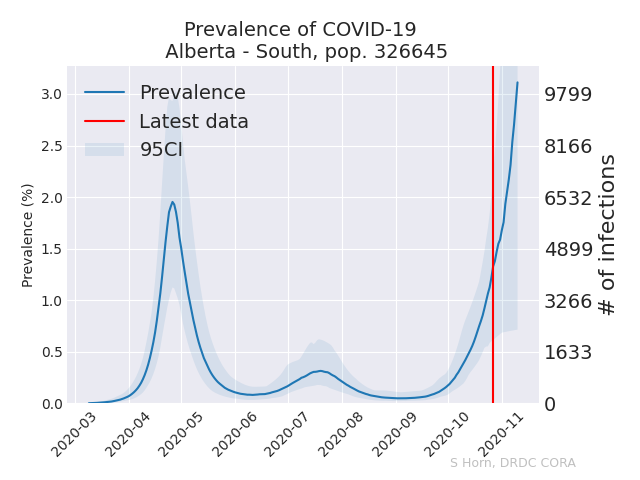 Prevalence of COVID-19
Alberta - South, pop. 326645
Prevalence
Latest data
95CI
Prevalence (%)
3.0
2.5
2.0
1.5
1.0
0.5
0.0
9799
8166
6532
4899
3266
1633
0
# of infections
2020-03
2020-04
2020-05
2020-06
2020-07
2020-08
2020-09
2020-10
2020-11
S Horn, DRDC CORA